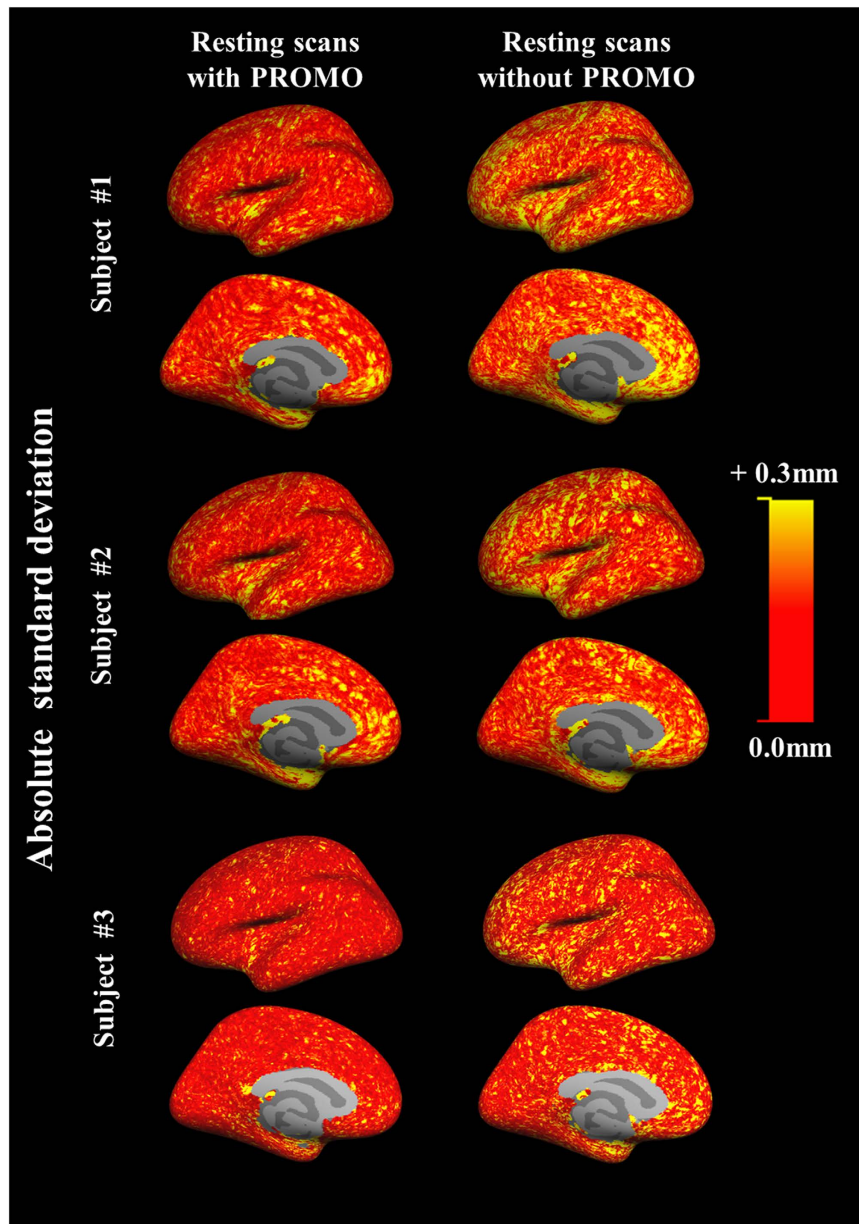 Resting scans
with PROMO
Resting scans
without PROMO
Absolute standard deviation
Subject #1
Subject #2
Subject #3
+ 0.3mm
0.0mm